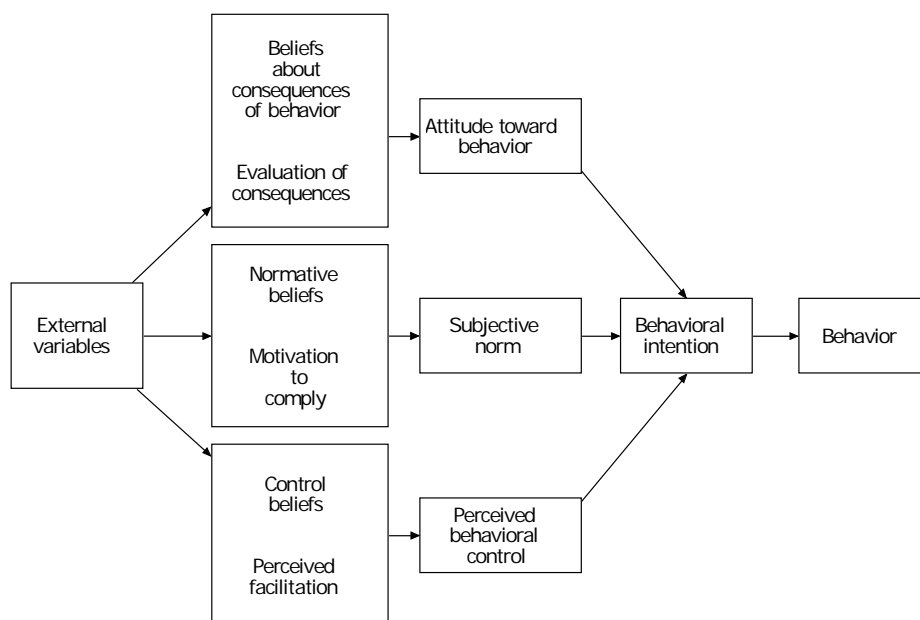 Beliefs
about
consequences
of behavior
Evaluation of
consequences
Attitude toward
behavior
External
variables
Normative
beliefs
Motivation
to
comply
Subjective
norm
Behavioral
intention
Behavior
Control
beliefs
Perceived
facilitation
Perceived
behavioral
control